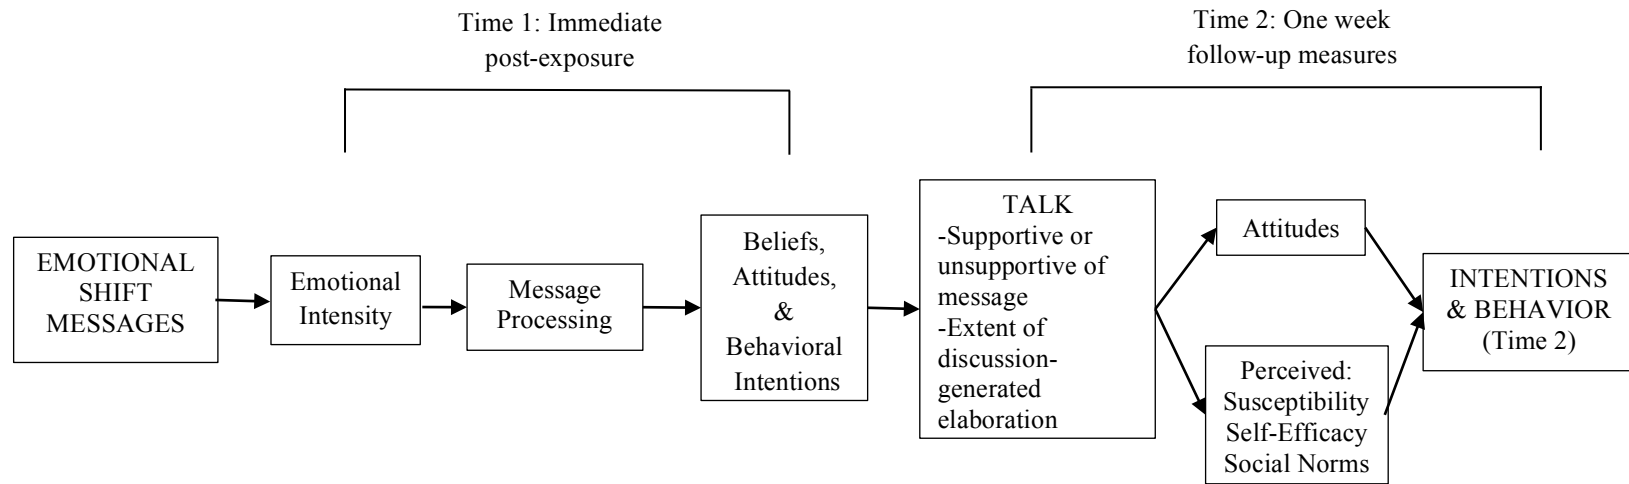 Time 1: Immediate
post-exposure
Time 2: One week
follow-up measures
EMOTIONAL
SHIFT
MESSAGES
Emotional
Intensity
Message
Processing
Beliefs,
Attitudes,
&
Behavioral
Intentions
TALK
-Supportive or
unsupportive of
message
-Extent of
discussion-
generated
elaboration
Attitudes
Perceived:
Susceptibility
Self-Efficacy
Social Norms
INTENTIONS
& BEHAVIOR
(Time 2)